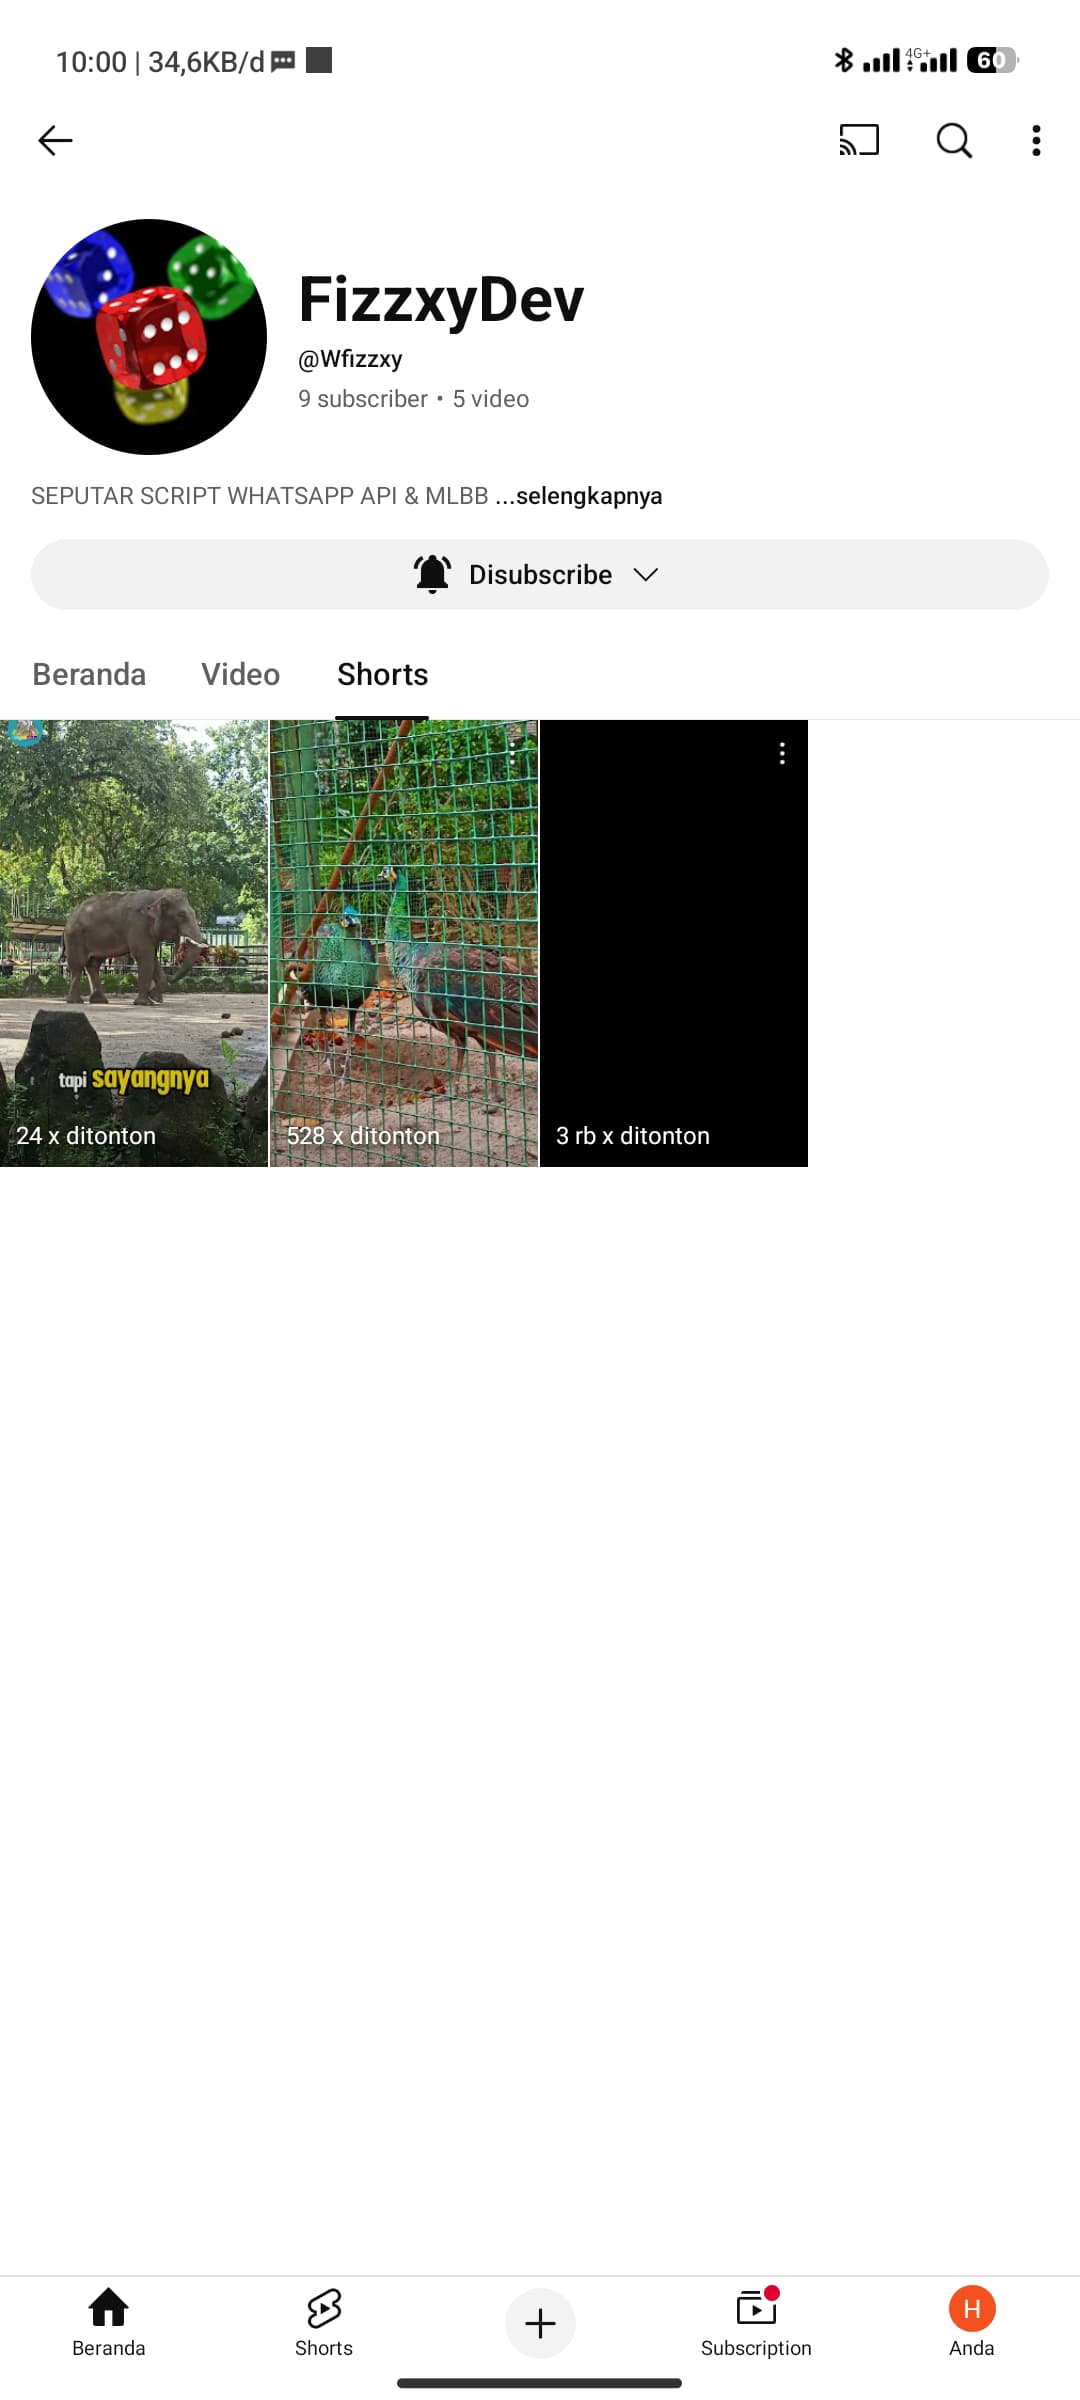 10:00 | 34,6KB/d
4G+
60
FizzxyDev
@Wfizzxy
9 subscriber • 5 video
SEPUTAR SCRIPT WHATSAPP API & MLBB ...selengkapnya
Disubscribe
Beranda Video Shorts
tapi sayangnya
24 x ditonton
528 x ditonton
3 rb x ditonton
Beranda
Shorts
Subscription
H
Anda